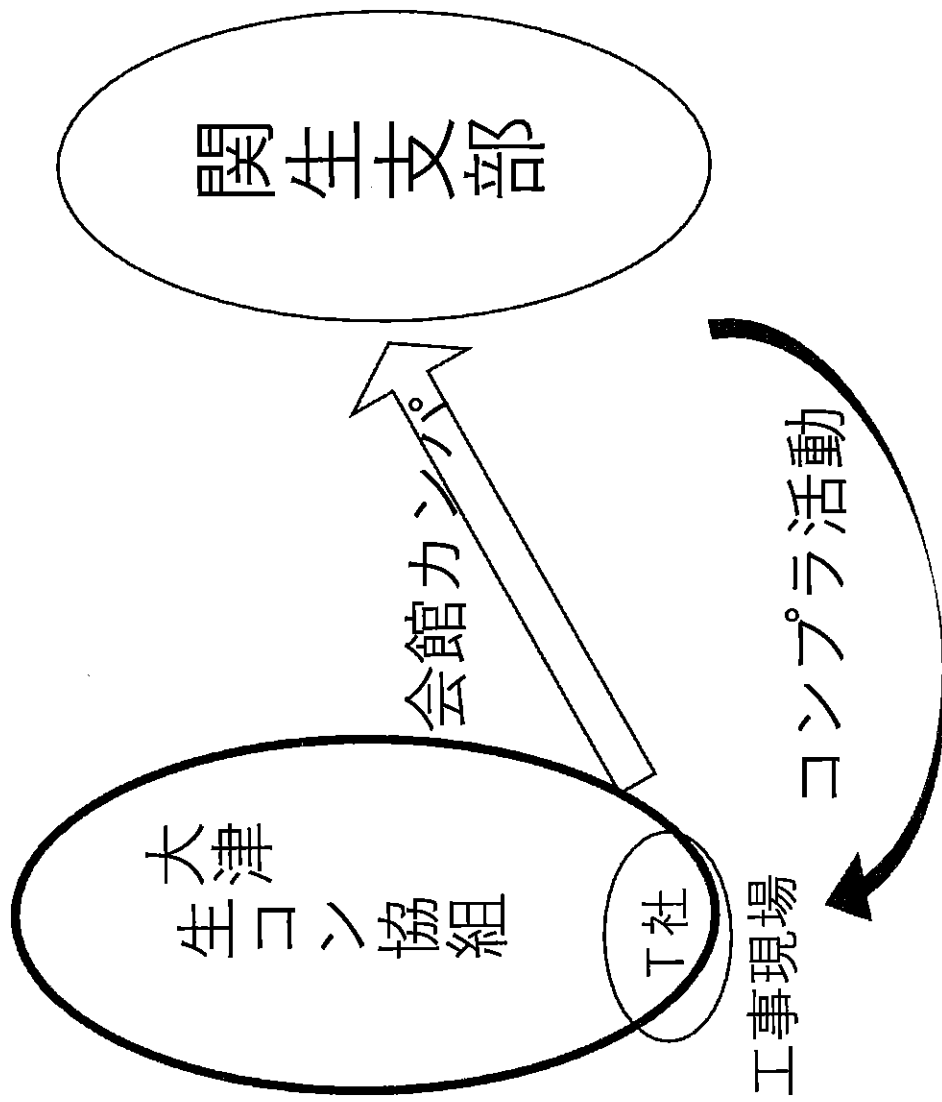 大津
生コン協組
T社
工事現場
会館カンパ
コンプラ活動
関生支部